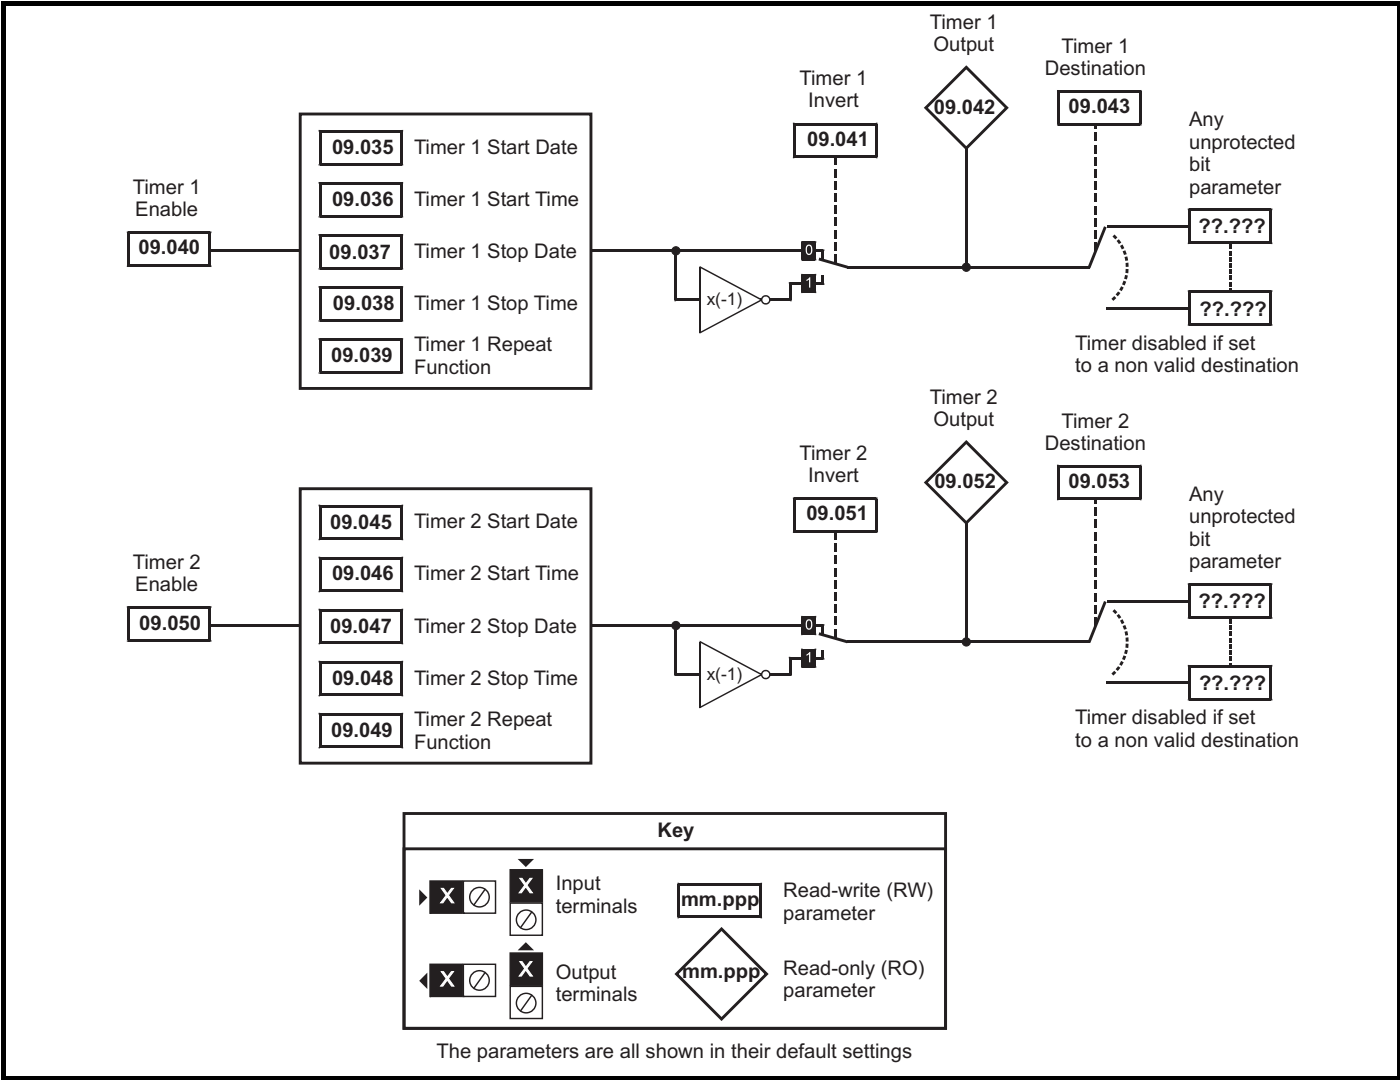 Timer 1
Enable
09.040
09.035 Timer 1 Start Date
09.036 Timer 1 Start Time
09.037 Timer 1 Stop Date
09.038 Timer 1 Stop Time
09.039 Timer 1 Repeat
Function
x(-1)
0
1
Timer 1
Invert
09.041
Timer 1
Output
09.042
Timer 1
Destination
09.043
Any
unprotected
bit
parameter
??.???
??.???
Timer disabled if set
to a non valid destination
Timer 2
Enable
09.050
09.045 Timer 2 Start Date
09.046 Timer 2 Start Time
09.047 Timer 2 Stop Date
09.048 Timer 2 Stop Time
09.049 Timer 2 Repeat
Function
x(-1)
0
1
Timer 2
Invert
09.051
Timer 2
Output
09.052
Timer 2
Destination
09.053
Any
unprotected
bit
parameter
??.???
??.???
Timer disabled if set
to a non valid destination
Key
X
X
Input
terminals
mm.ppp
Read-write (RW)
parameter
X
X
Output
terminals
mm.ppp
Read-only (RO)
parameter
The parameters are all shown in their default settings